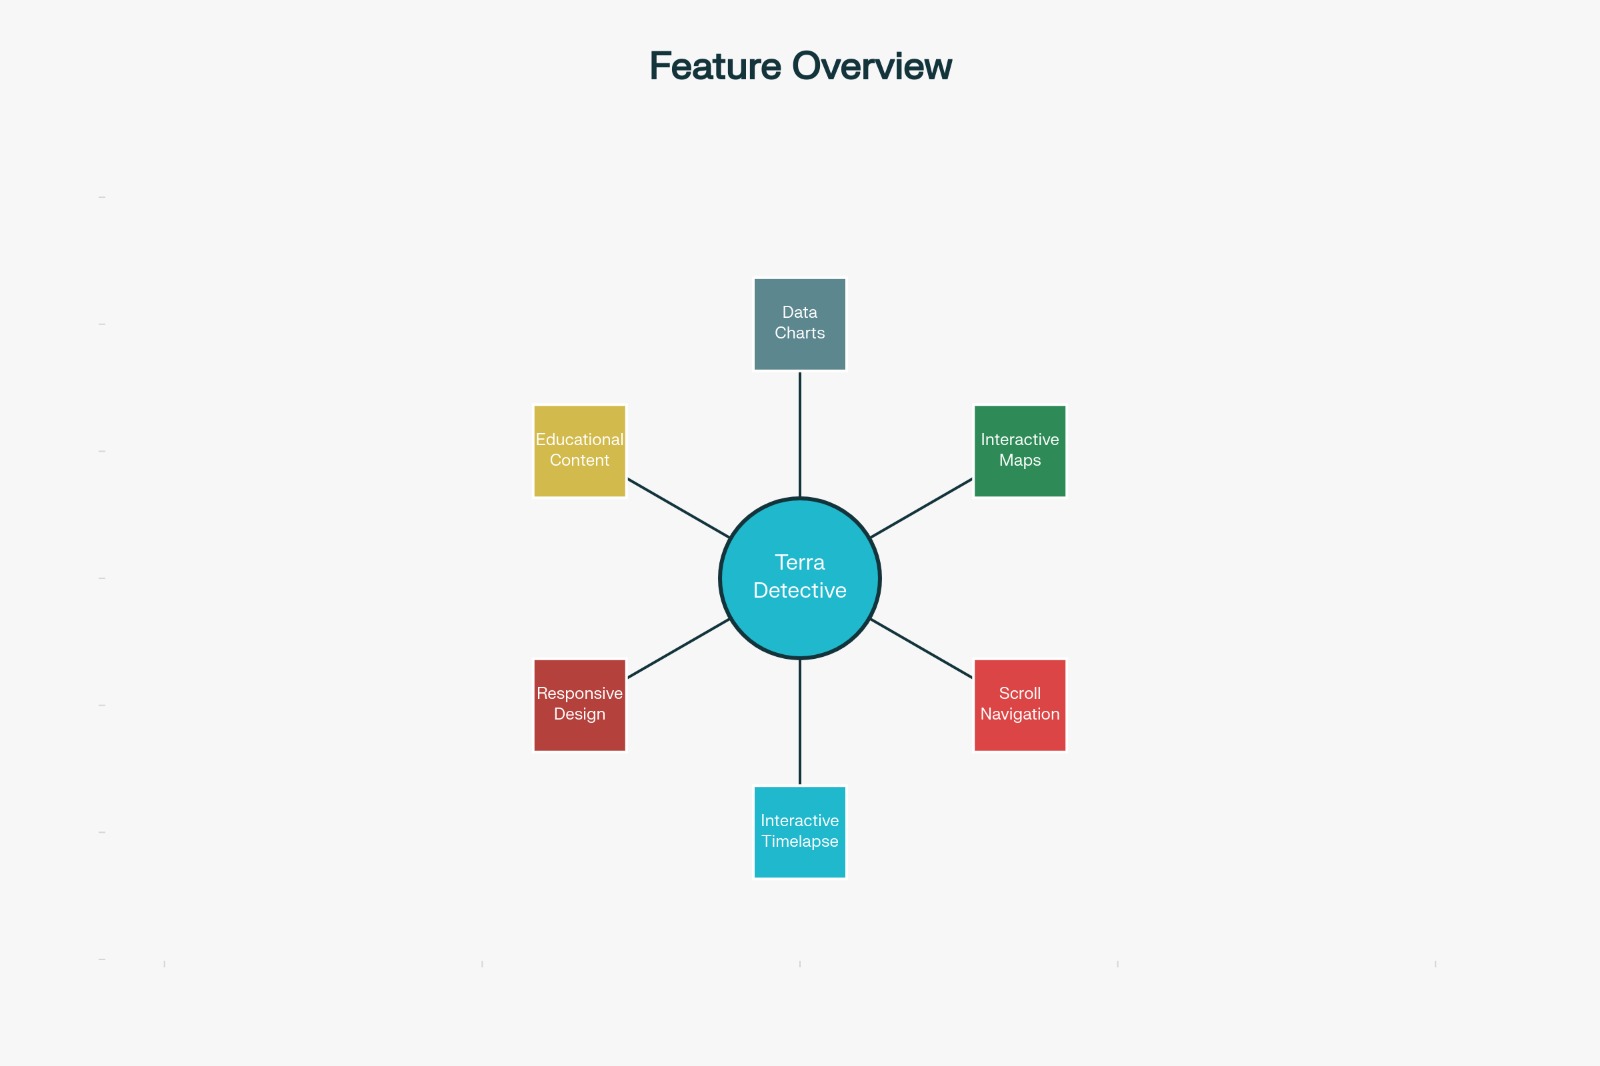 Feature Overview
Data
Charts
Educational
Content
Interactive
Maps
Terra
Detective
Responsive
Design
Scroll
Navigation
Interactive
Timelapse